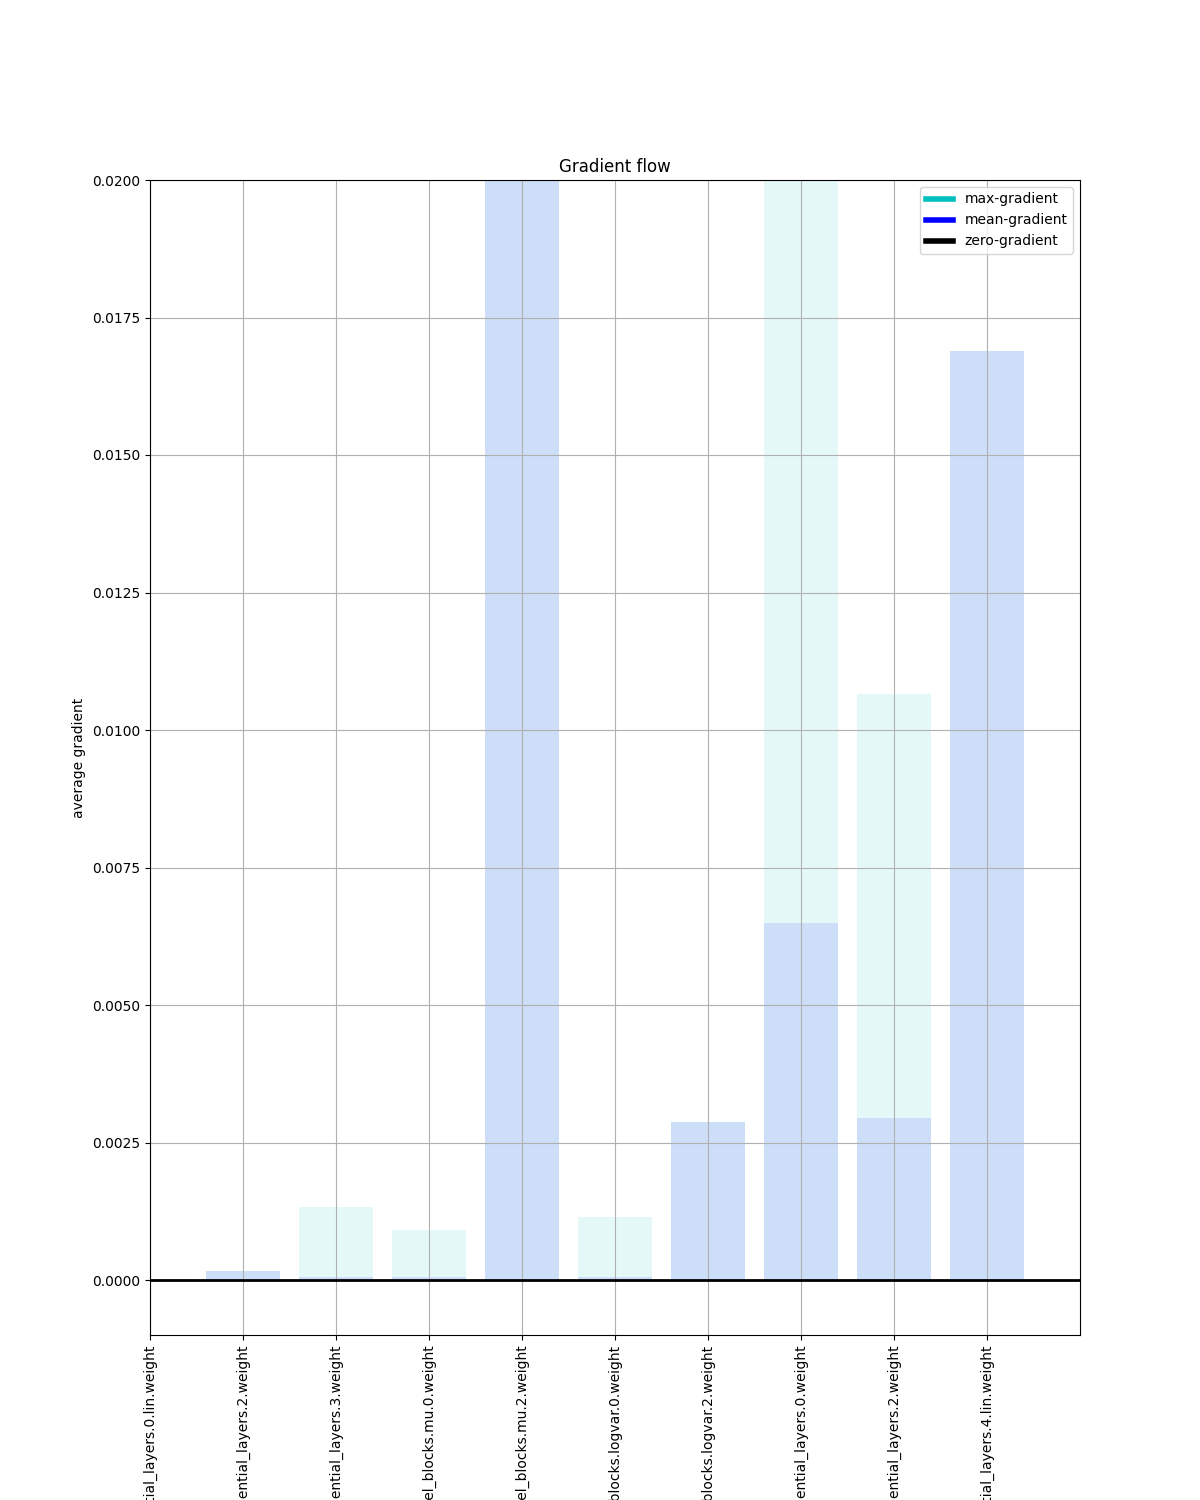 Gradient flow
max-gradient
mean-gradient
zero-gradient
0.0200
0.0175
0.0150
0.0125
0.0100
0.0075
0.0050
0.0025
0.0000
average gradient
tial_layers.0.lin.weight
ential_layers.2.weight
ential_layers.3.weight
el_blocks.mu.0.weight
el_blocks.mu.2.weight
blocks.logvar.0.weight
blocks.logvar.2.weight
ential_layers.0.weight
ential_layers.2.weight
tial_layers.4.lin.weight